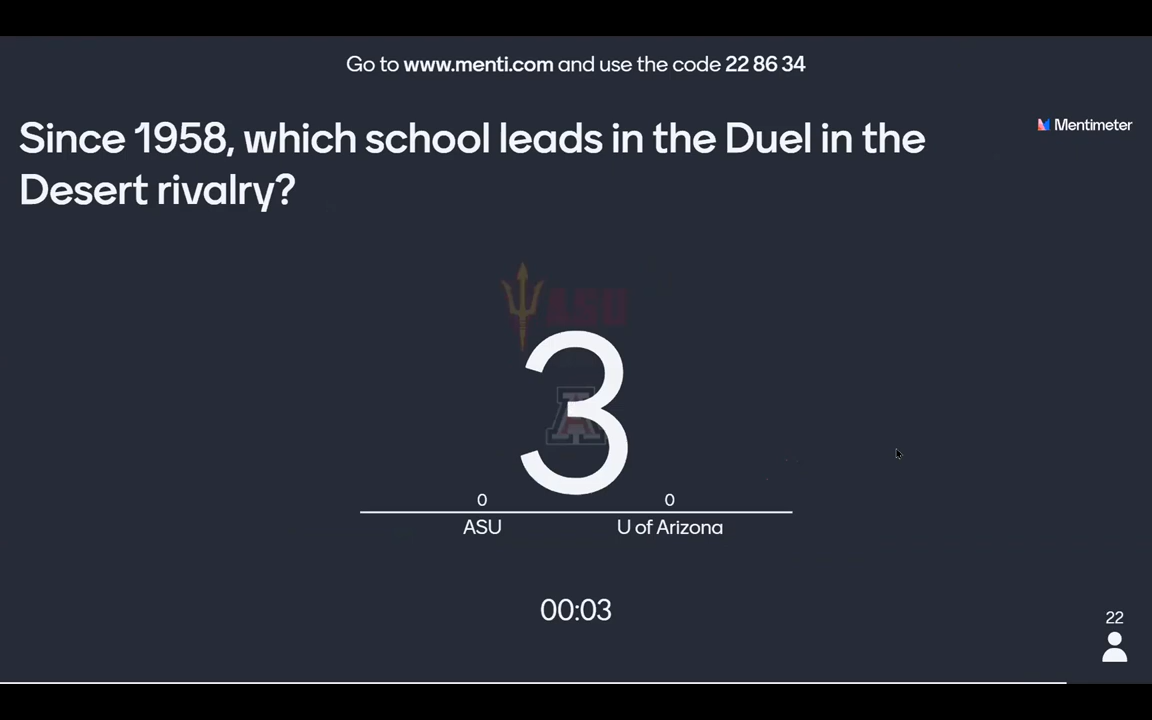 Go to www.menti.com and use the code 22 86 34
Since 1958, which school leads in the Duel in the
Mentimeter
Desert rivalry?
ASU
3
A
0 0
ASU U of Arizona
00:03
22